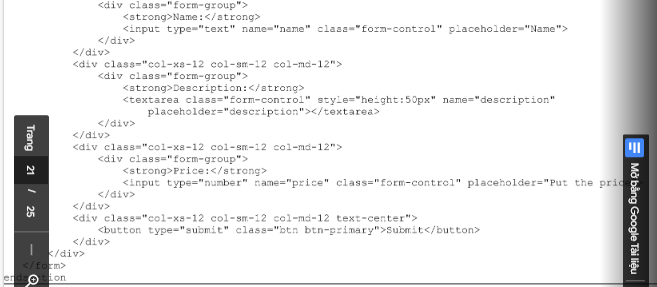 <div class="form-group">
<strong>Name:</strong>
<input type="text" name="name" class="form-control" placeholder="Name">
</div>
</div>
<div class="col-xs-12 col-sm-12 col-md-12">
<div class="form-group">
<strong>Description:</strong>
<textarea class="form-control" style="height:50px" name="description"
placeholder="description"></textarea>
</div>
</div>
<div class="col-xs-12 col-sm-12 col-md-12">
<div class="form-group">
<strong>Price:</strong>
<input type="number" name="price" class="form-control" placeholder="Put the price
</div>
</div>
<div class="col-xs-12 col-sm-12 col-md-12 text-center">
<button type="submit" class="btn btn-primary">Submit</button>
</div>
</div>
</form>
Trang 21 / 25
Mở bằng Google Tài liệu